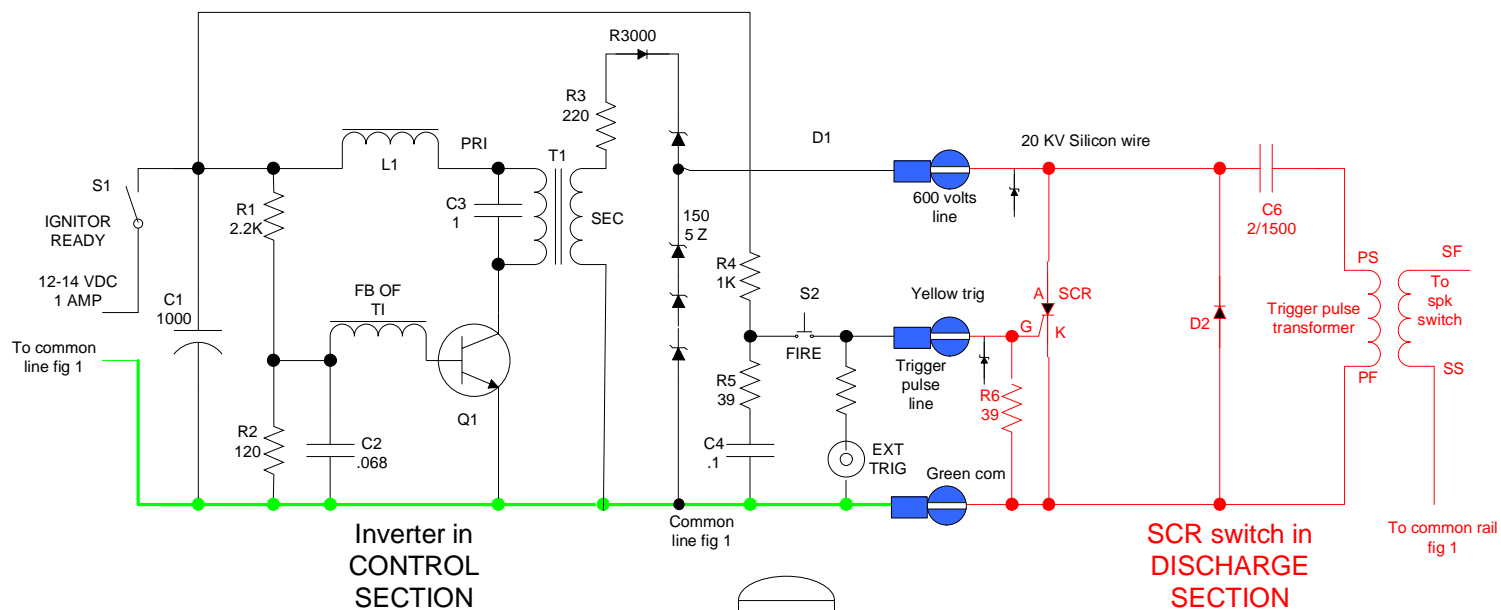 R3000
R3
220
D1
20 KV Silicon wire
PRI
T1
L1
S1
IGNITOR
READY
R1
2.2K
C3
1
SEC
600 volts
line
150
5 Z
C6
2/1500
12-14 VDC
1 AMP
C1
1000
FB OF
TI
R4
1K
S2
FIRE
Yellow trig
A
SCR
G
K
PS
SF
Trigger pulse
transformer
To
spk
switch
D2
To common
line fig 1
Trigger
pulse
line
PF
SS
R5
39
R6
39
Q1
R2
120
C2
.068
C4
.1
EXT
TRIG
Green com
Common
line fig 1
Inverter in
CONTROL
SECTION
SCR switch in
DISCHARGE
SECTION
To common rail
fig 1